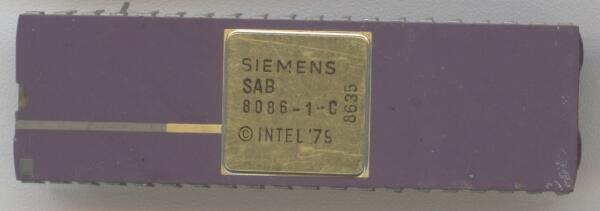 SIEMENS
SAB
8086-1-C
8635
© INTEL '79